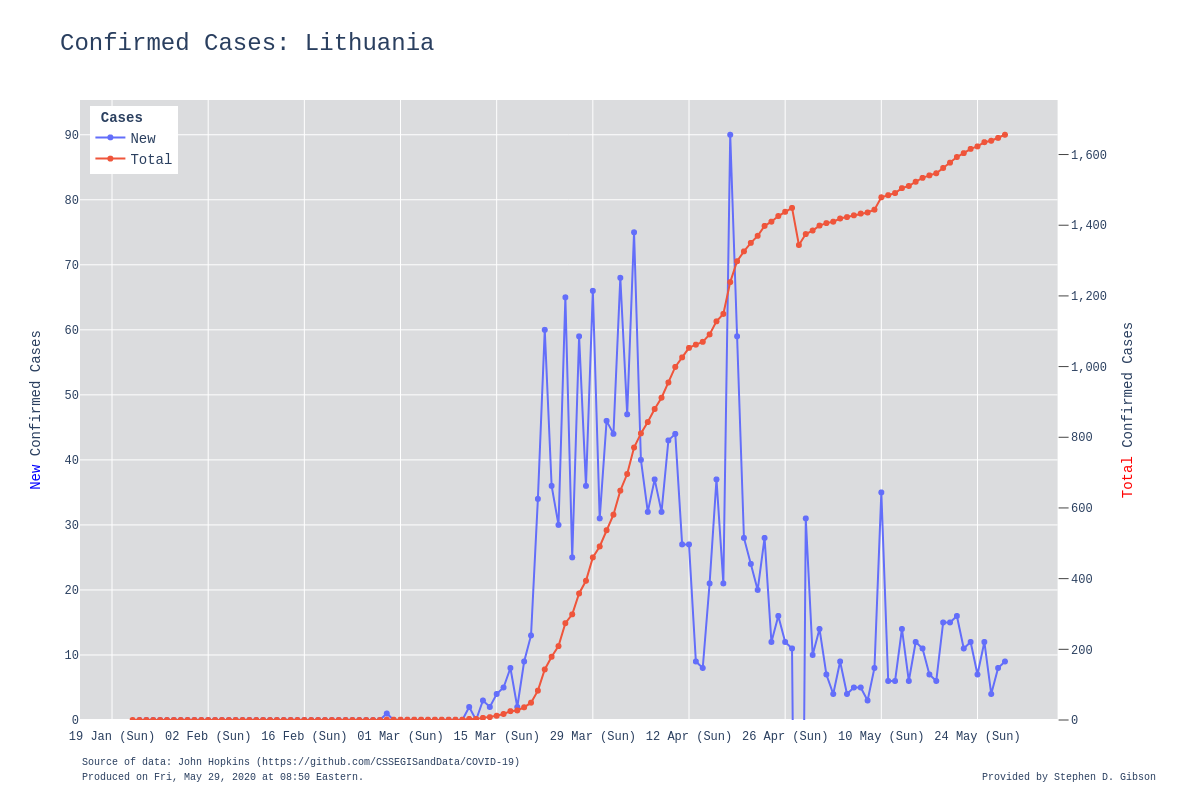 Confirmed Cases: Lithuania
Cases
New
Total
90
80
70
60
50
40
30
20
10
0
New Confirmed Cases
1,600
1,400
1,200
1,000
800
600
400
200
0
Total Confirmed Cases
19 Jan (Sun) 02 Feb (Sun) 16 Feb (Sun) 01 Mar (Sun) 15 Mar (Sun) 29 Mar (Sun) 12 Apr (Sun) 26 Apr (Sun) 10 May (Sun) 24 May (Sun)
Source of data: John Hopkins (https://github.com/CSSEGISandData/COVID-19)
Produced on Fri, May 29, 2020 at 08:50 Eastern.
Provided by Stephen D. Gibson